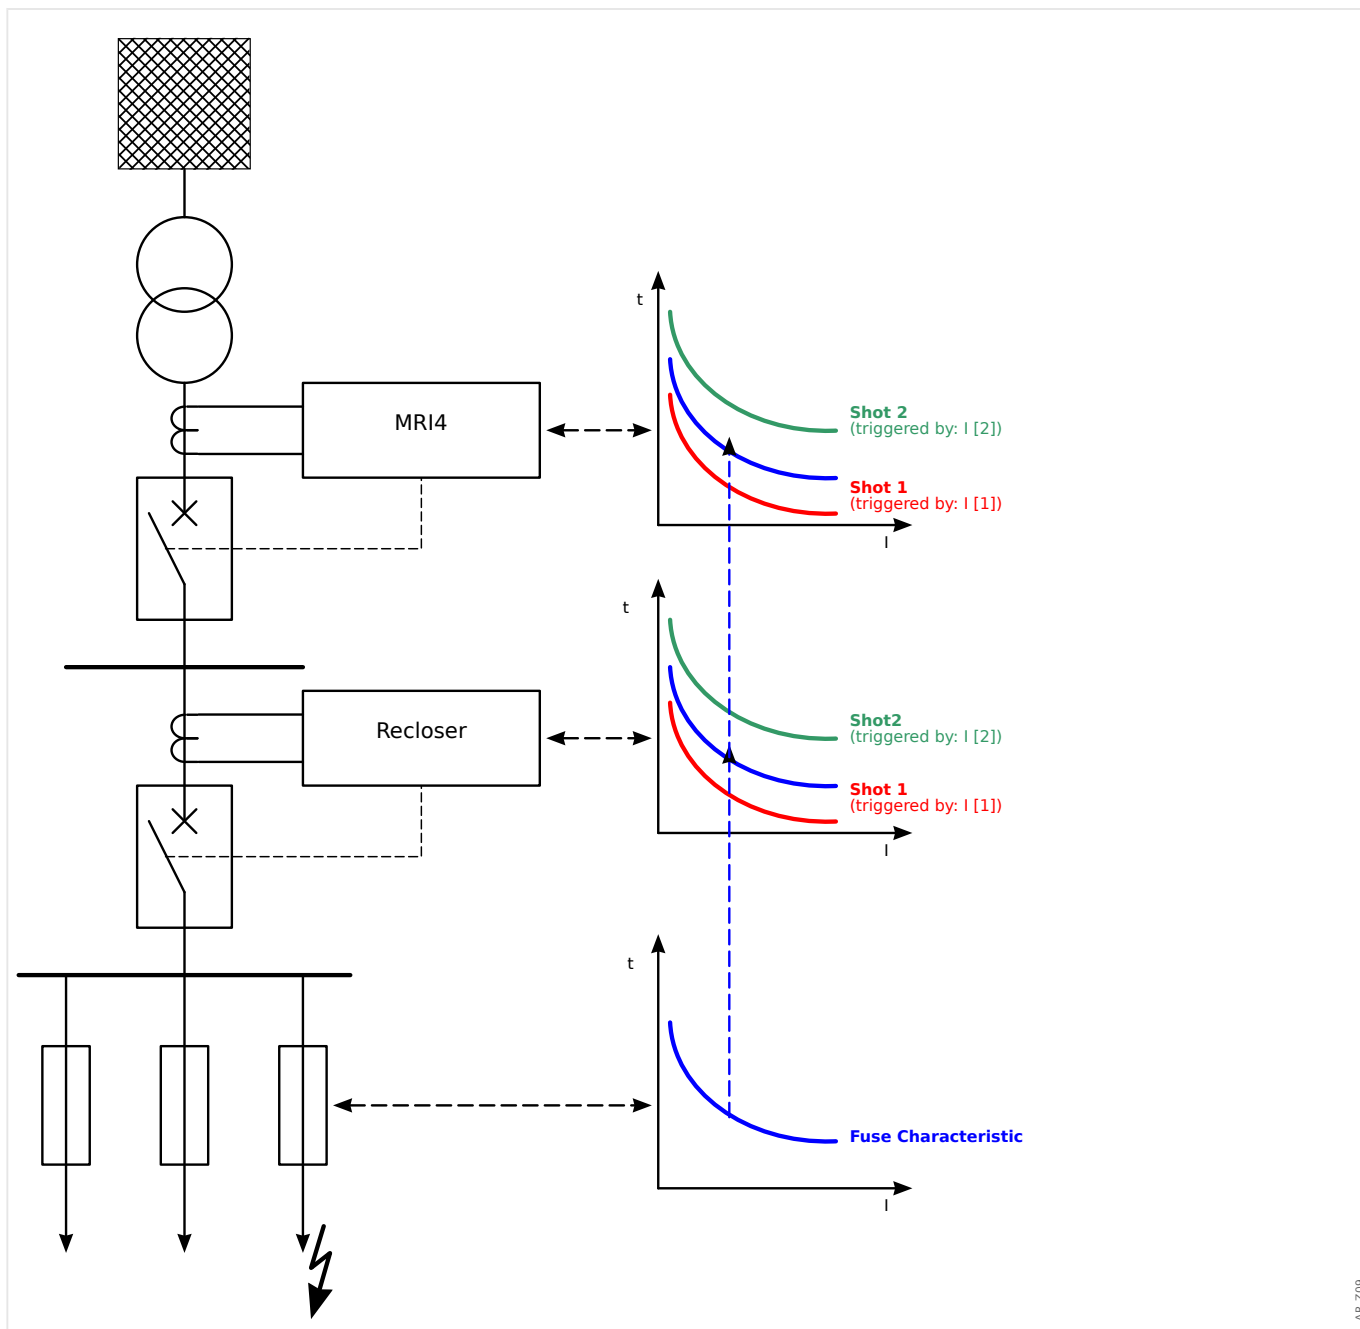 t
MRI4
Shot 2
(triggered by: I [2])
Shot 1
(triggered by: I [1])
I
t
Recloser
Shot2
(triggered by: I [2])
Shot 1
(triggered by: I [1])
I
t
Fuse Characteristic
I